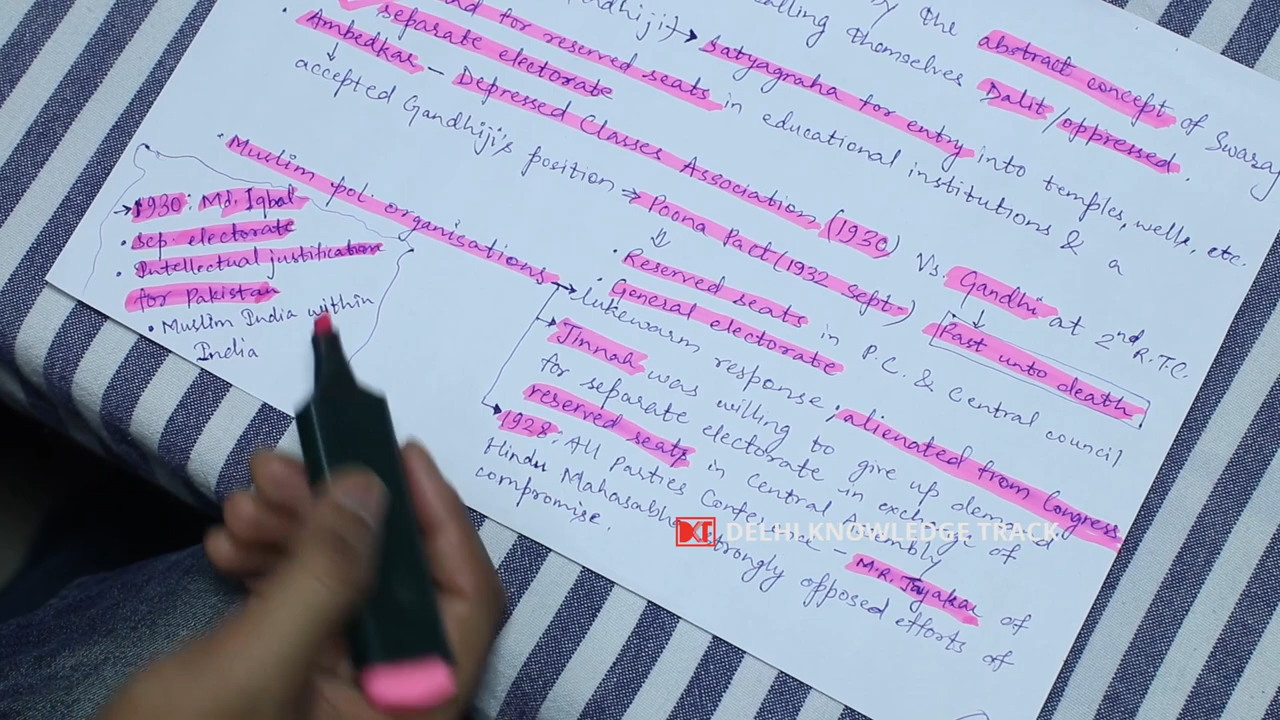 by the abstract concept of Swaraj
calling themselves Dalit/oppressed.
Satyagraha for entry into temples, wells, etc.
for reserved seats in educational institutions & a
separate electorate
Ambedkar – Depressed Classes Association (1930) Vs. Gandhi at 2nd R.T.C.
accepted Gandhiji's position ⇒ Poona Pact (1932 Sept.)
Fast unto death
• Reserved seats in P.C. & Central council
• General electorate
• Muslim pol. organisations → lukewarm response; alienated from Congress
→ Jinnah was willing to give up demand
for separate electorate in exchange of
reserved seats in Central Assembly
→ 1928: All Parties Conference – M.R. Jayakar of
Hindu Mahasabha strongly opposed efforts of
compromise.
→ 1930: Md. Iqbal
• Sep. electorate
• Intellectual justification
for Pakistan
• Muslim India within
India
DKT DELHI KNOWLEDGE TRACK